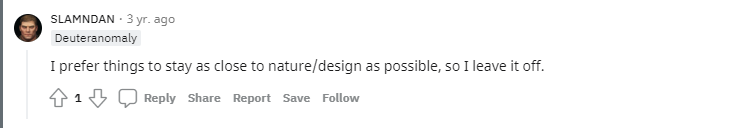 SLAMNDAN · 3 yr. ago
Deuteranomaly
I prefer things to stay as close to nature/design as possible, so I leave it off.
1 Reply Share Report Save Follow